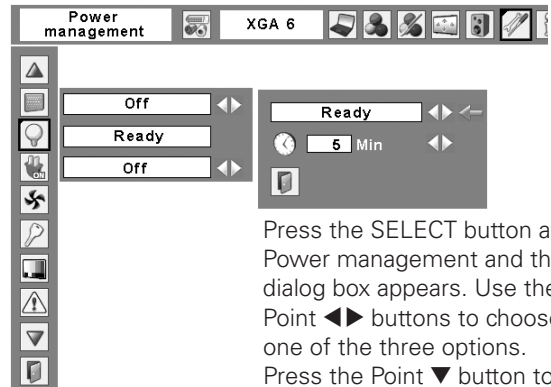 Power
management
XGA 6
Off
Ready
Off
Ready
5 Min
Press the SELECT button a
Power management and th
dialog box appears. Use the
Point ◀▶ buttons to choose
one of the three options.
Press the Point ▼ button to